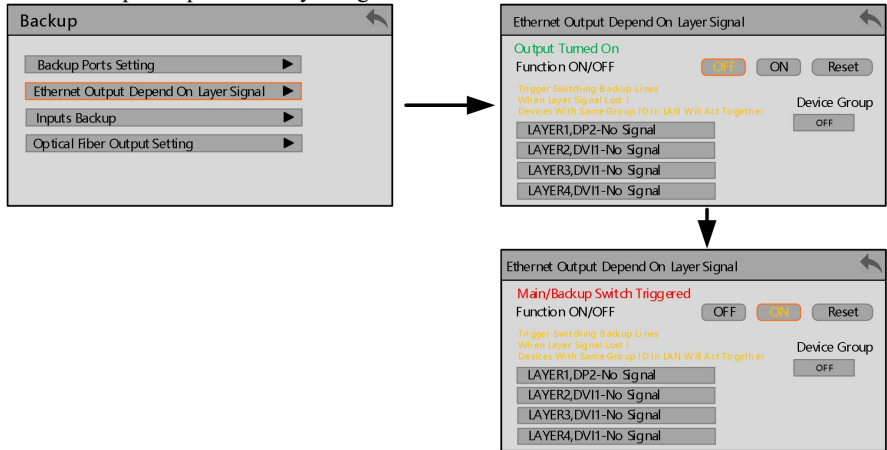 Backup
Backup Ports Setting
Ethernet Output Depend On Layer Signal
Inputs Backup
Optical Fiber Output Setting
Ethernet Output Depend On Layer Signal
Output Turned On
Function ON/OFF
OFF
ON
Reset
Trigger Switching Backup Lines
When Layer Signal Lost !
Devices With Same Group ID In LAN Will Act Together
Device Group
OFF
LAYER1,DP2-No Signal
LAYER2,DVI1-No Signal
LAYER3,DVI1-No Signal
LAYER4,DVI1-No Signal
Ethernet Output Depend On Layer Signal
Main/Backup Switch Triggered
Function ON/OFF
OFF
ON
Reset
Trigger Switching Backup Lines
When Layer Signal Lost !
Devices With Same Group ID In LAN Will Act Together
Device Group
OFF
LAYER1,DP2-No Signal
LAYER2,DVI1-No Signal
LAYER3,DVI1-No Signal
LAYER4,DVI1-No Signal